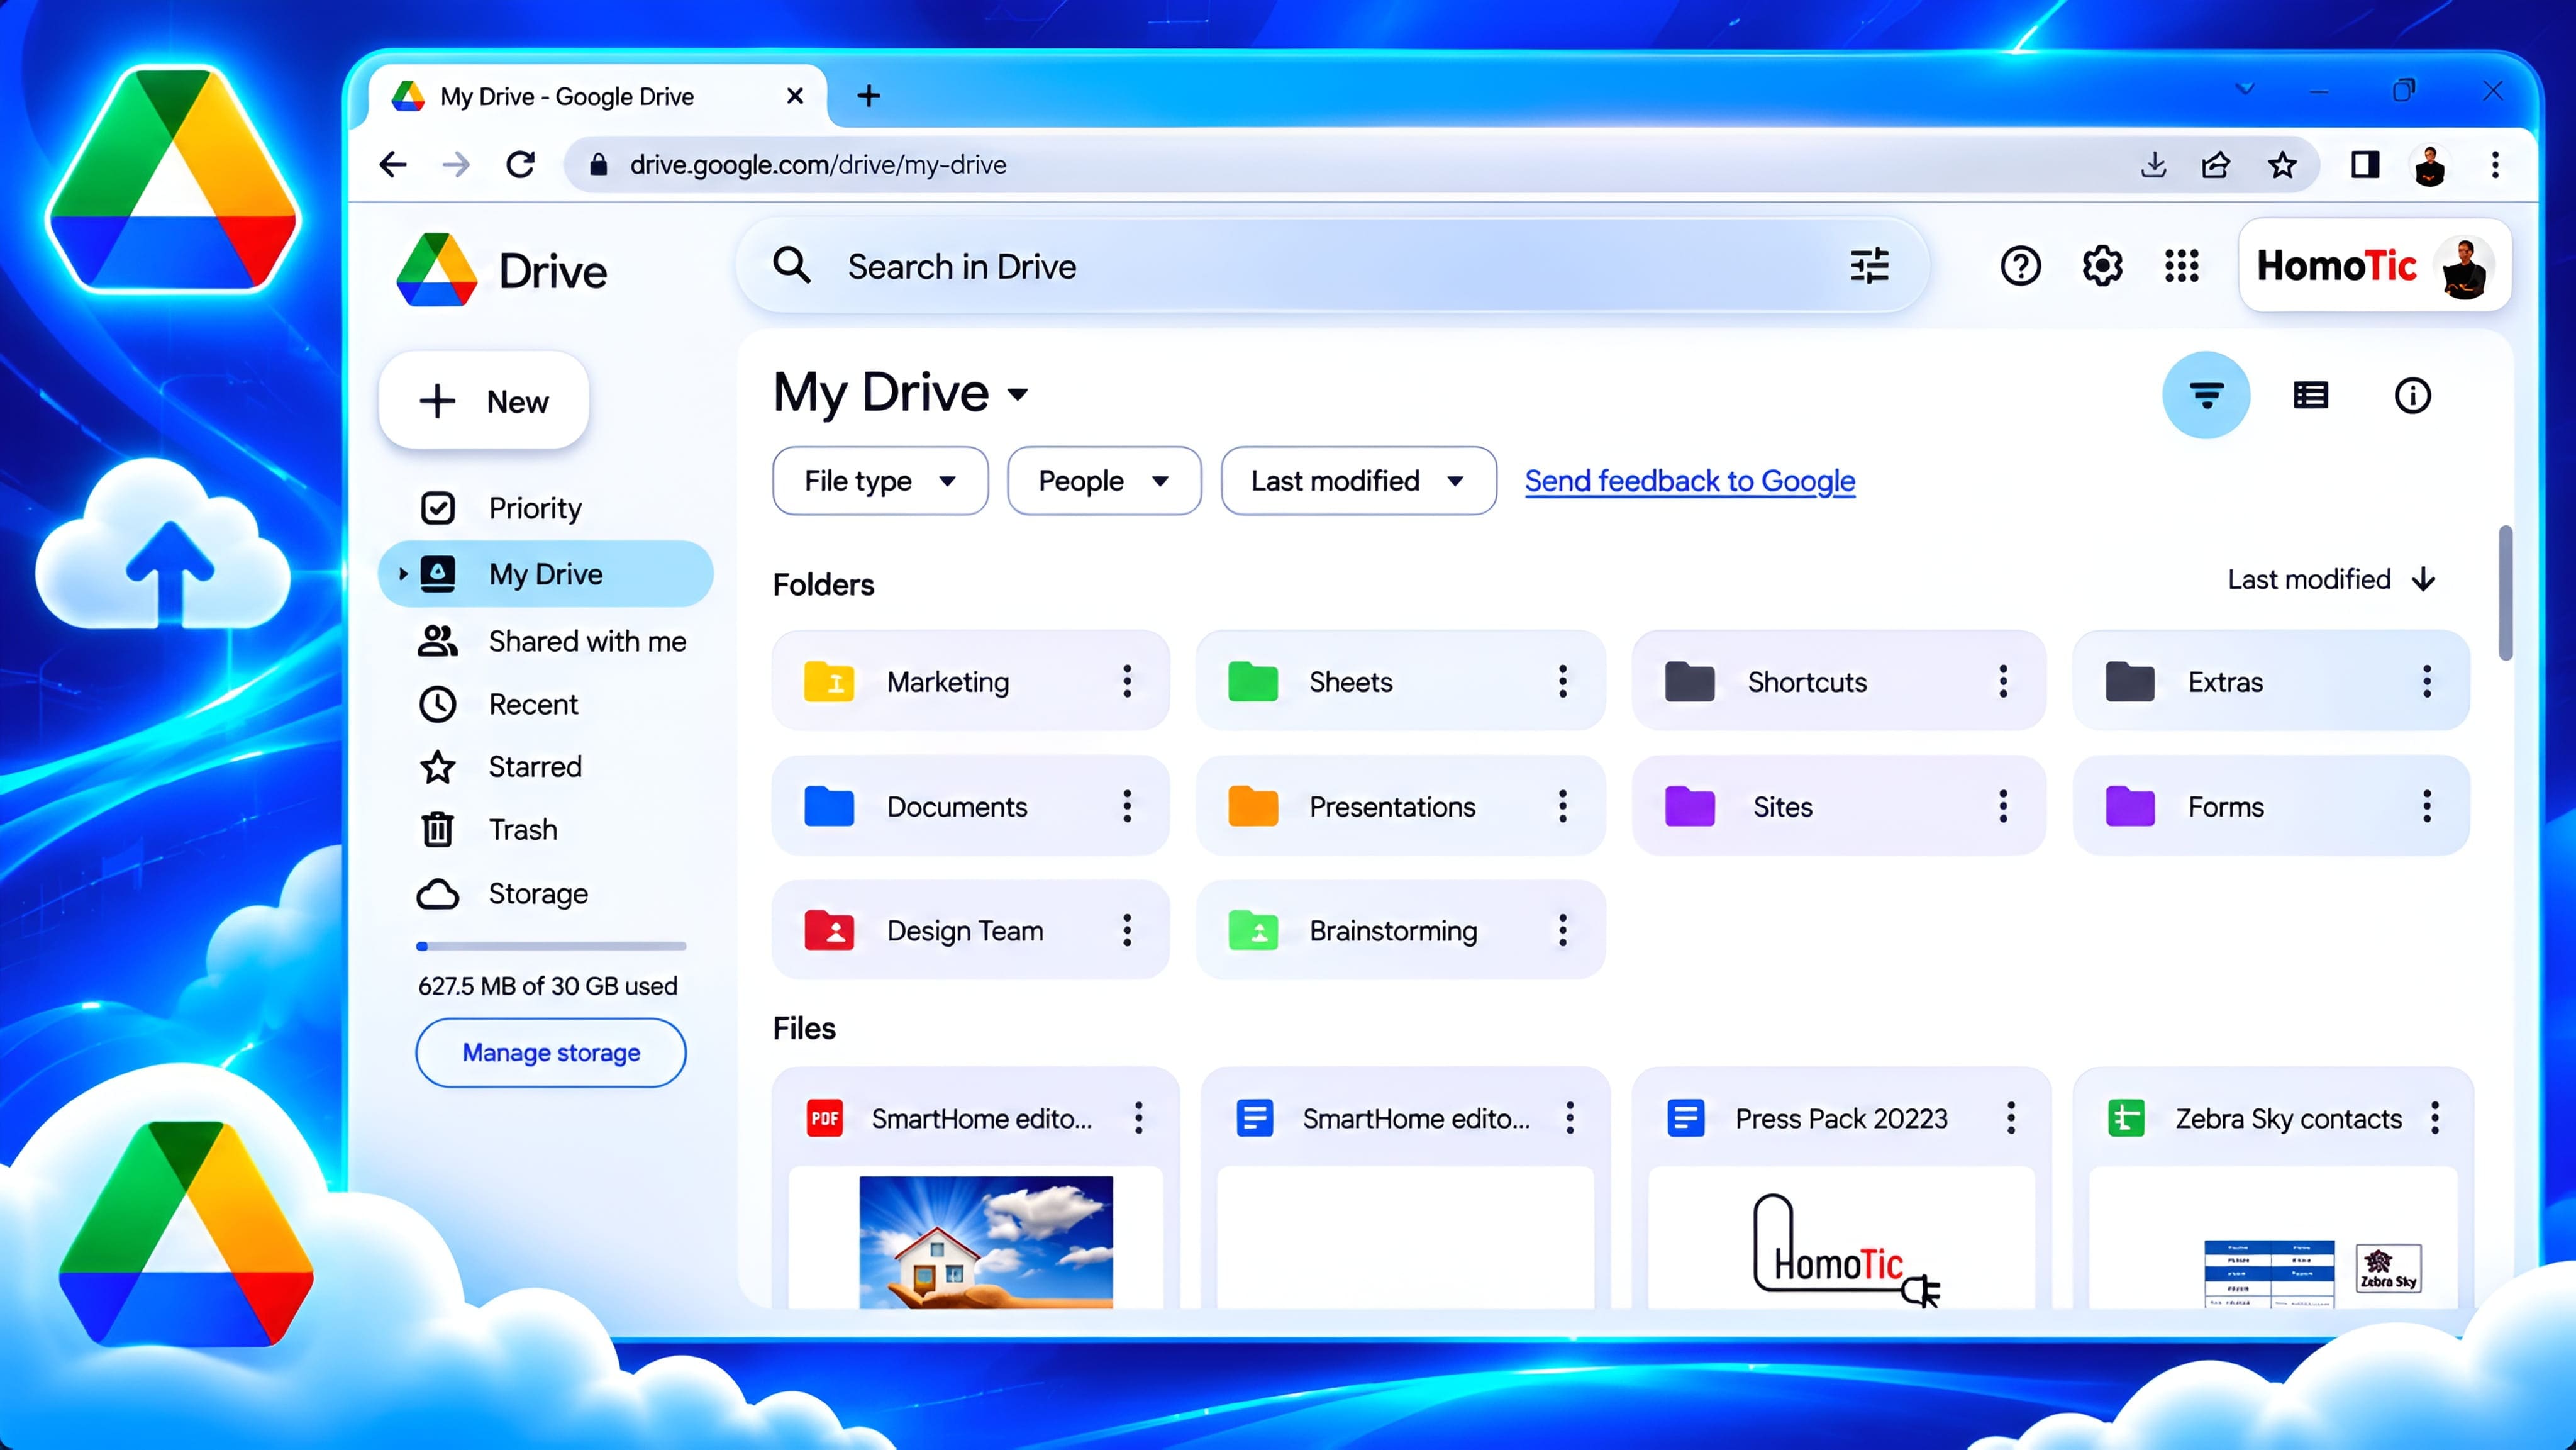 My Drive - Google Drive
drive.google.com/drive/my-drive
Drive
Search in Drive
HomoTic
New
My Drive
File type
People
Last modified
Send feedback to Google
Priority
My Drive
Shared with me
Recent
Starred
Trash
Storage
627.5 MB of 30 GB used
Manage storage
Folders
Last modified
Marketing
Sheets
Shortcuts
Extras
Documents
Presentations
Sites
Forms
Design Team
Brainstorming
Files
PDF
SmartHome edito...
SmartHome edito...
Press Pack 20223
Zebra Sky contacts
HomoTic
Zebra Sky